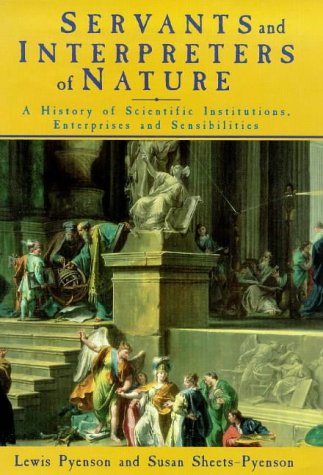 SERVANTS and
INTERPRETERS
of NATURE
A History of Scientific Institutions,
Enterprises and Sensibilities
Lewis Pyenson and Susan Sheets-Pyenson